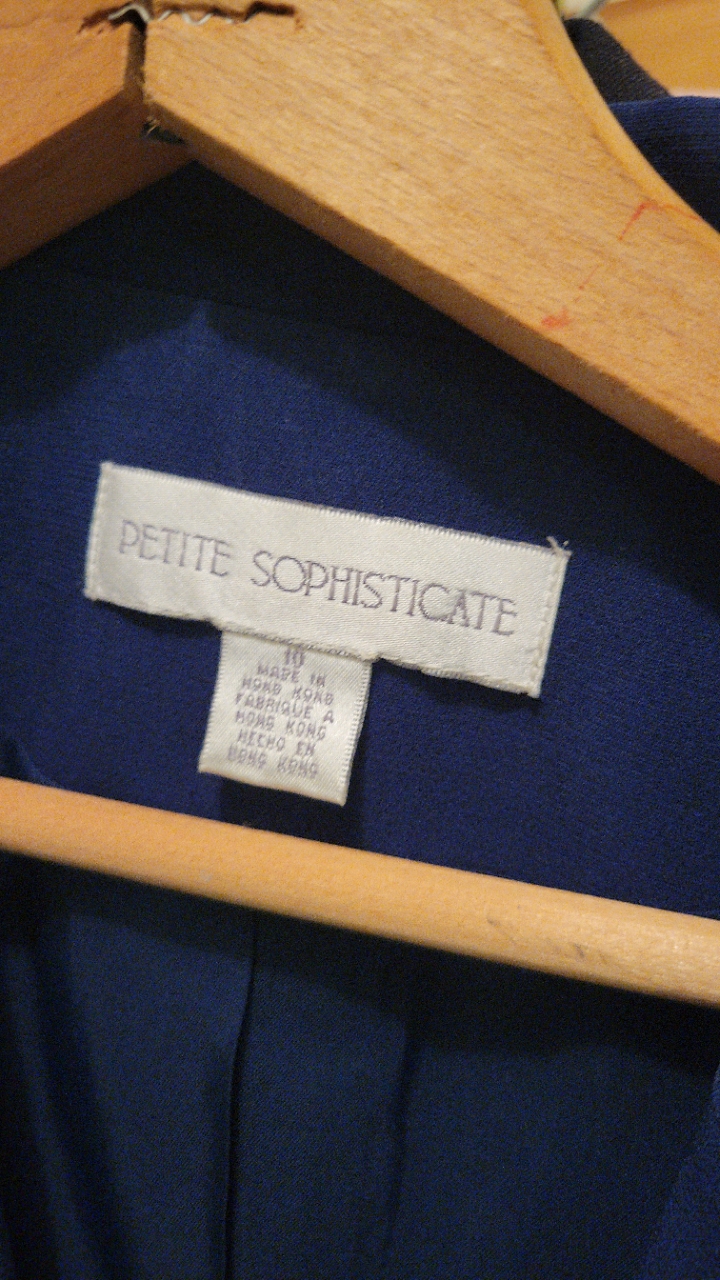 PETITE SOPHISTICATE
10
MADE IN
HONG KONG
FABRIQUE A
HONG KONG
HECHO EN
HONG KONG